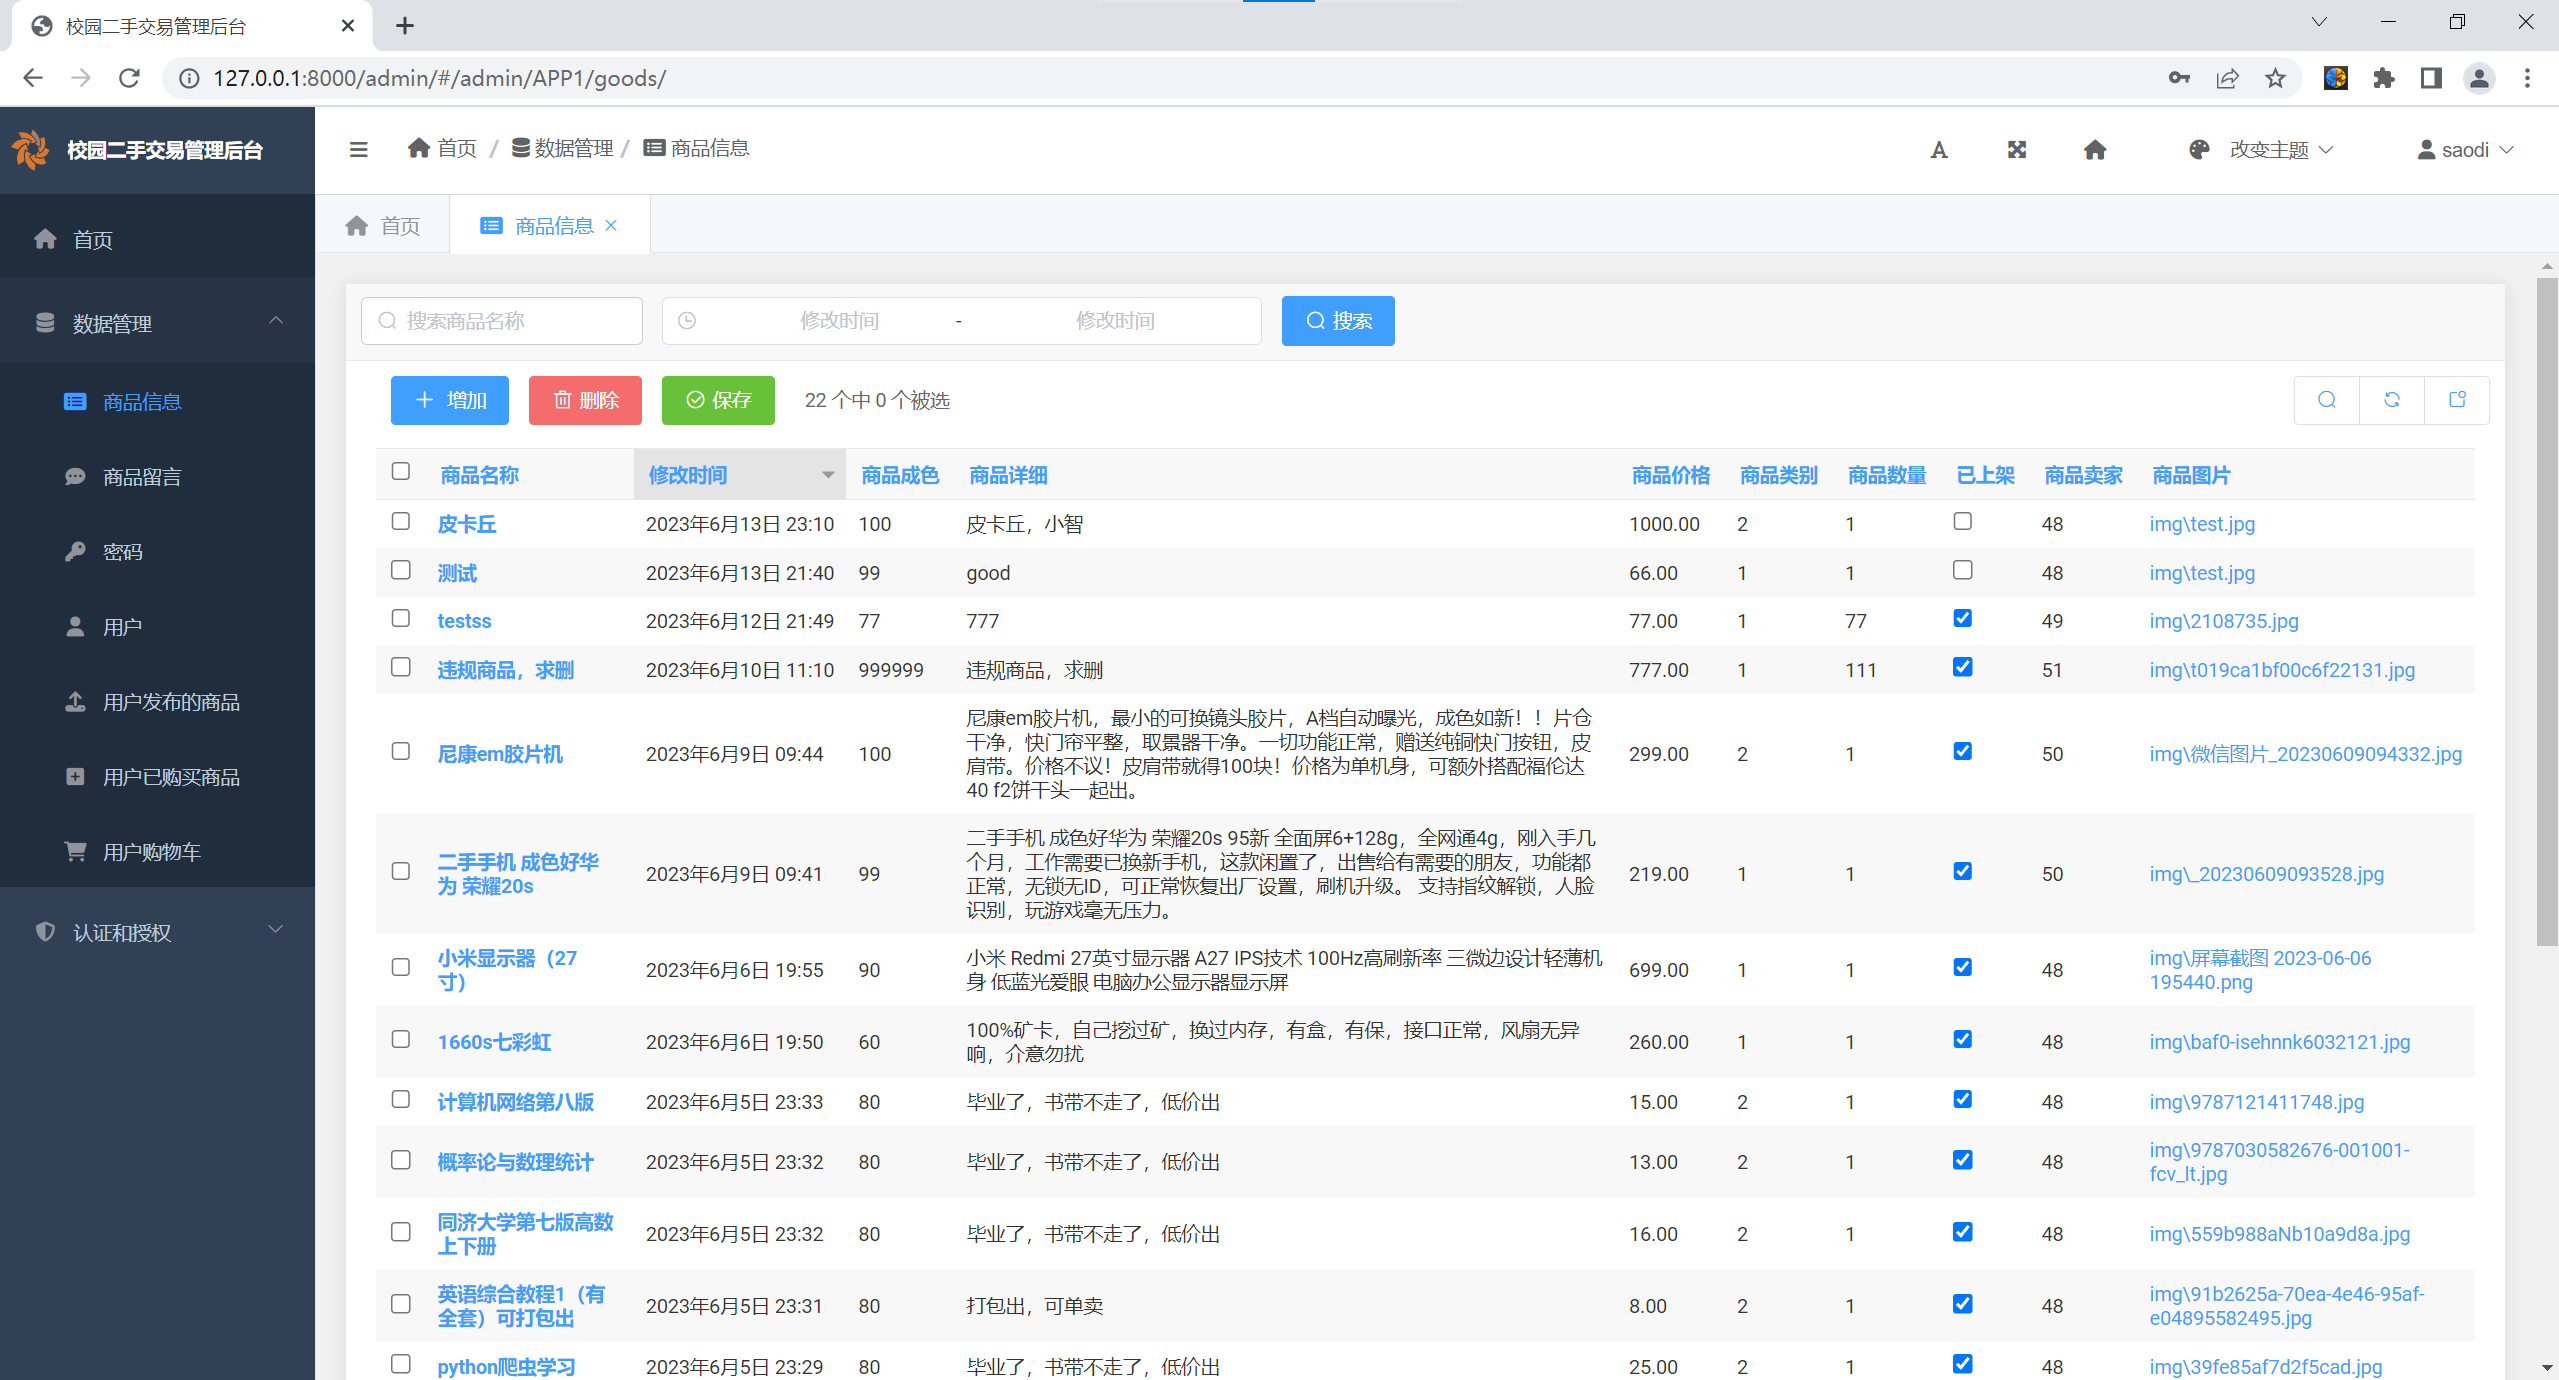 校园二手交易管理后台
127.0.0.1:8000/admin/#/admin/APP1/goods/
校园二手交易管理后台
首页 / 数据管理 / 商品信息
A
改变主题
saodi
首页
数据管理
商品信息
商品留言
密码
用户
用户发布的商品
用户已购买商品
用户购物车
认证和授权
首页 商品信息
搜索商品名称 修改时间 - 修改时间 搜索
增加 删除 保存 22 个中 0 个被选
商品名称 修改时间 商品成色 商品详细 商品价格 商品类别 商品数量 已上架 商品卖家 商品图片
皮卡丘 2023年6月13日 23:10 100 皮卡丘，小智 1000.00 2 1 48 img\test.jpg
测试 2023年6月13日 21:40 99 good 66.00 1 1 48 img\test.jpg
testss 2023年6月12日 21:49 77 777 77.00 1 77 49 img\2108735.jpg
违规商品，求删 2023年6月10日 11:10 999999 违规商品，求删 777.00 1 111 51 img\t019ca1bf00c6f22131.jpg
尼康em胶片机 2023年6月9日 09:44 100
尼康em胶片机，最小的可换镜头胶片，A档自动曝光，成色如新！！片仓
干净，快门帘平整，取景器干净。一切功能正常，赠送纯铜快门按钮，皮
肩带。价格不议！皮肩带就得100块！价格为单机身，可额外搭配福伦达
40 f2饼干头一起出。
299.00 2 1 50 img\微信图片_20230609094332.jpg
二手手机 成色好华
为 荣耀20s
2023年6月9日 09:41 99
二手手机 成色好华为 荣耀20s 95新 全面屏6+128g，全网通4g，刚入手几
个月，工作需要已换新手机，这款闲置了，出售给有需要的朋友，功能都
正常，无锁无ID，可正常恢复出厂设置，刷机升级。 支持指纹解锁，人脸
识别，玩游戏毫无压力。
219.00 1 1 50 img\_20230609093528.jpg
小米显示器（27
寸）
2023年6月6日 19:55 90
小米 Redmi 27英寸显示器 A27 IPS技术 100Hz高刷新率 三微边设计轻薄机
身 低蓝光爱眼 电脑办公显示器显示屏
699.00 1 1 48
img\屏幕截图 2023-06-06
195440.png
1660s七彩虹 2023年6月6日 19:50 60
100%矿卡，自己挖过矿，换过内存，有盒，有保，接口正常，风扇无异
响，介意勿扰
260.00 1 1 48 img\baf0-isehnnk6032121.jpg
计算机网络第八版 2023年6月5日 23:33 80 毕业了，书带不走了，低价出 15.00 2 1 48 img\9787121411748.jpg
概率论与数理统计 2023年6月5日 23:32 80 毕业了，书带不走了，低价出 13.00 2 1 48
img\9787030582676-001001-
fcv_lt.jpg
同济大学第七版高数
上下册
2023年6月5日 23:32 80 毕业了，书带不走了，低价出 16.00 2 1 48 img\559b988aNb10a9d8a.jpg
英语综合教程1（有
全套）可打包出
2023年6月5日 23:31 80 打包出，可单卖 8.00 2 1 48
img\91b2625a-70ea-4e46-95af-
e04895582495.jpg
python爬虫学习 2023年6月5日 23:29 80 毕业了，书带不走了，低价出 25.00 2 1 48 img\39fe85af7d2f5cad.jpg